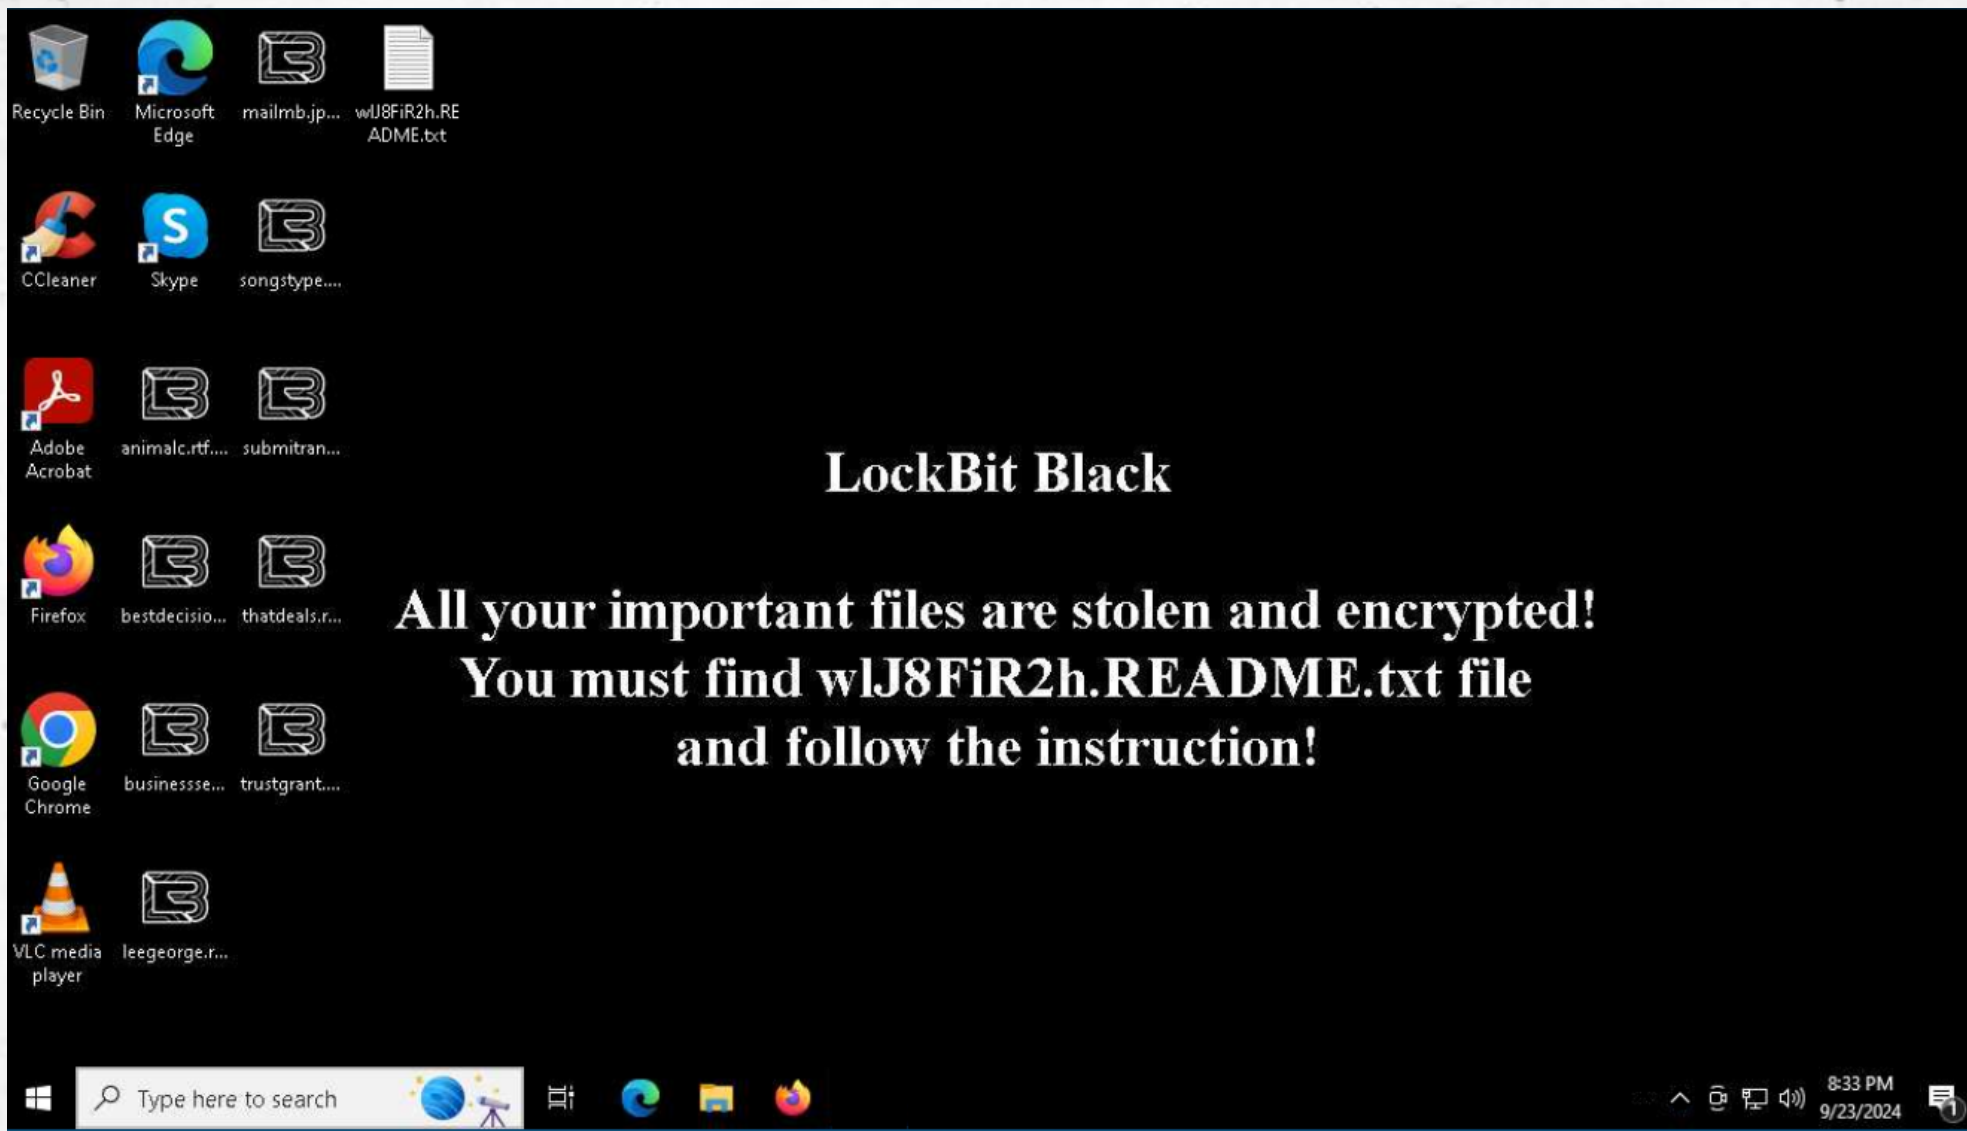 Recycle Bin
Microsoft
Edge
mailmb.jp...
wlJ8FiR2h.RE
ADME.txt
CCleaner
Skype
songstype....
Adobe
Acrobat
animalc.rtf....
submitran...
Firefox
bestdecisio...
thatdeals.r...
Google
Chrome
businessse...
trustgrant....
VLC media
player
leegeorge.r...
LockBit Black
All your important files are stolen and encrypted!
You must find wlJ8FiR2h.README.txt file
and follow the instruction!
Type here to search
8:33 PM
9/23/2024
1